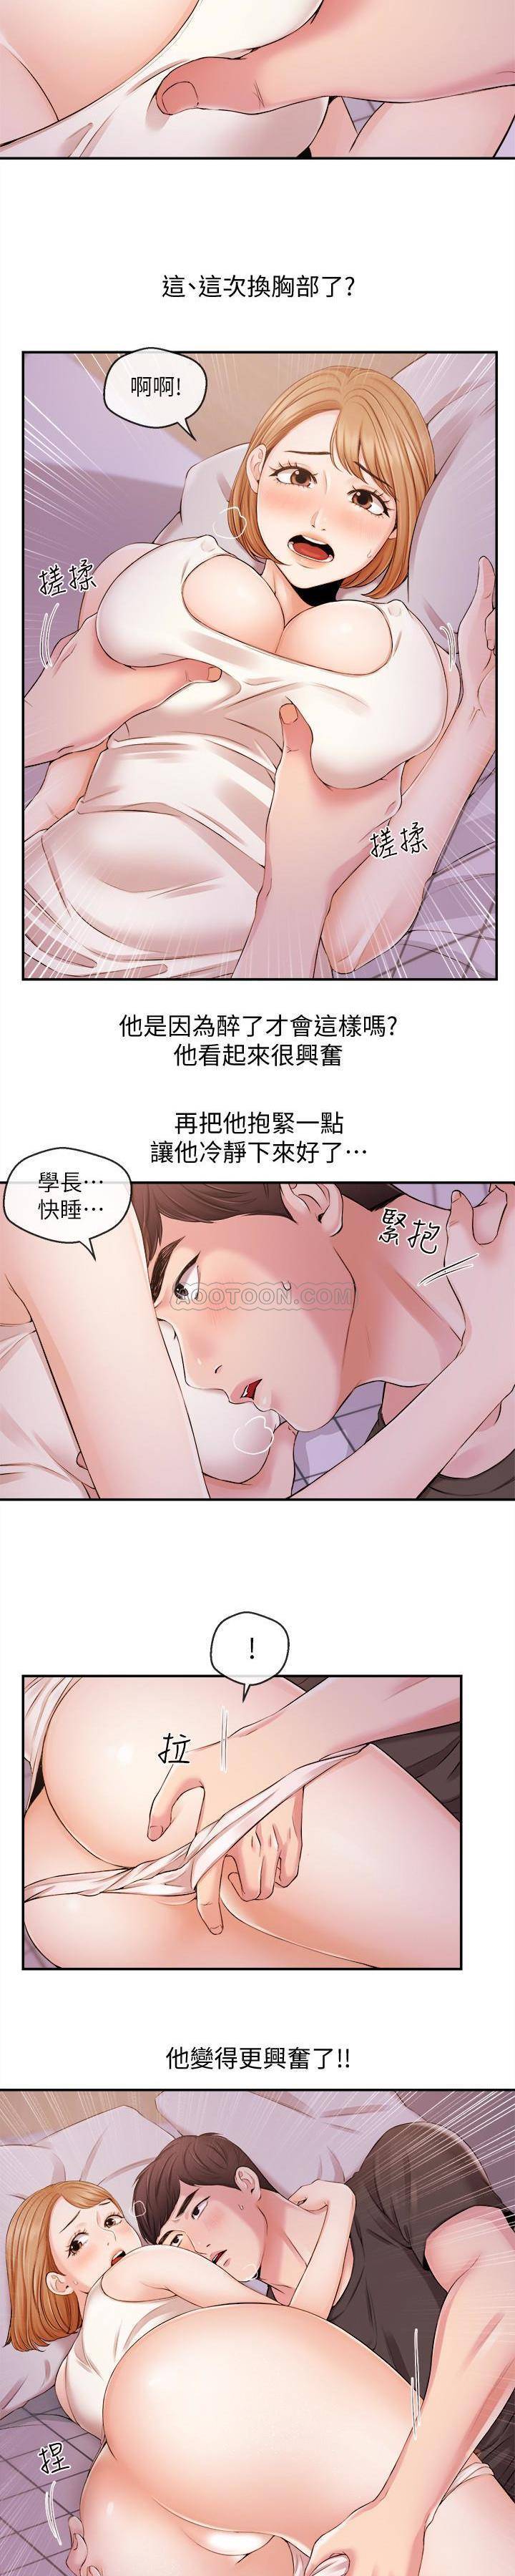 這、這次換胸部了?
啊啊!
搓揉
搓揉
他是因為醉了才會這樣嗎?
他看起來很興奮
再把他抱緊一點
讓他冷靜下來好了⋯
學長⋯
快睡⋯
緊抱
AOOTOON.COM
!
拉
他變得更興奮了!!
捏